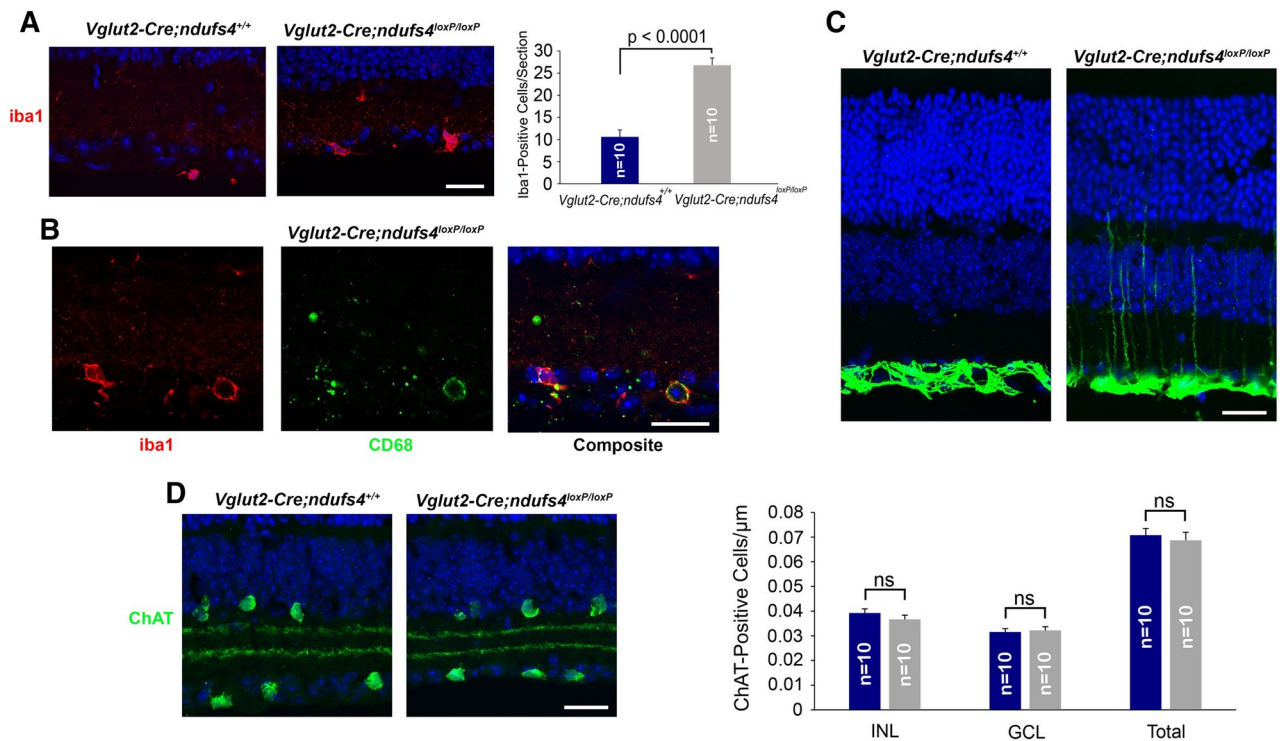 A
Vglut2-Cre;ndufs4+/+
Vglut2-Cre;ndufs4loxP/loxP
iba1
Iba1-Positive Cells/Section
30
25
20
15
10
5
0
p < 0.0001
n=10
n=10
Vglut2-Cre;ndufs4+/+
Vglut2-Cre;ndufs4loxP/loxP
B
Vglut2-Cre;ndufs4loxP/loxP
iba1
CD68
Composite
C
Vglut2-Cre;ndufs4+/+
Vglut2-Cre;ndufs4loxP/loxP
D
Vglut2-Cre;ndufs4+/+
Vglut2-Cre;ndufs4loxP/loxP
ChAT
ChAT-Positive Cells/µm
0.08
0.07
0.06
0.05
0.04
0.03
0.02
0.01
0
ns
ns
ns
n=10
n=10
n=10
n=10
n=10
n=10
INL
GCL
Total